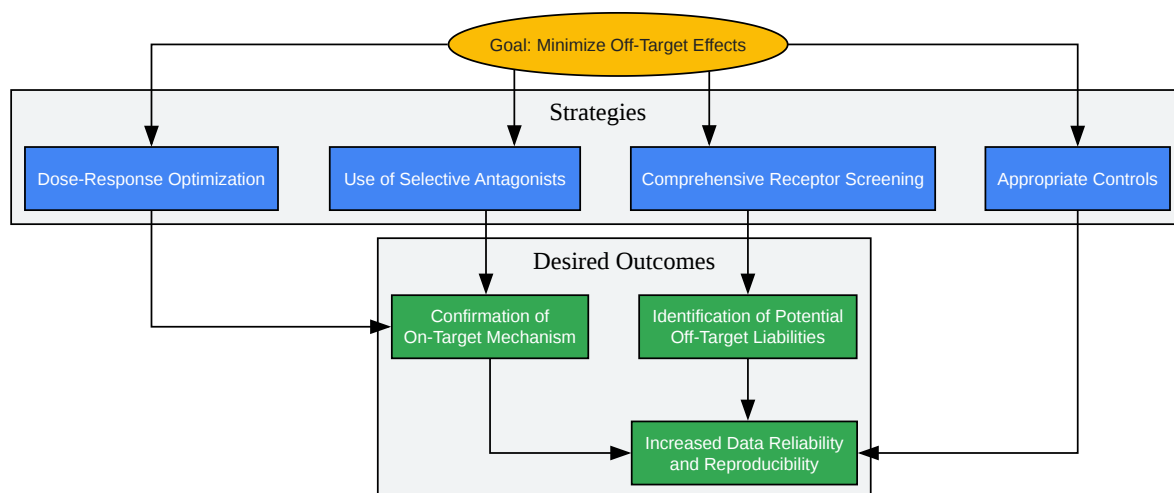 Goal: Minimize Off-Target Effects
Strategies
Dose-Response Optimization
Use of Selective Antagonists
Comprehensive Receptor Screening
Appropriate Controls
Desired Outcomes
Confirmation of
On-Target Mechanism
Identification of Potential
Off-Target Liabilities
Increased Data Reliability
and Reproducibility